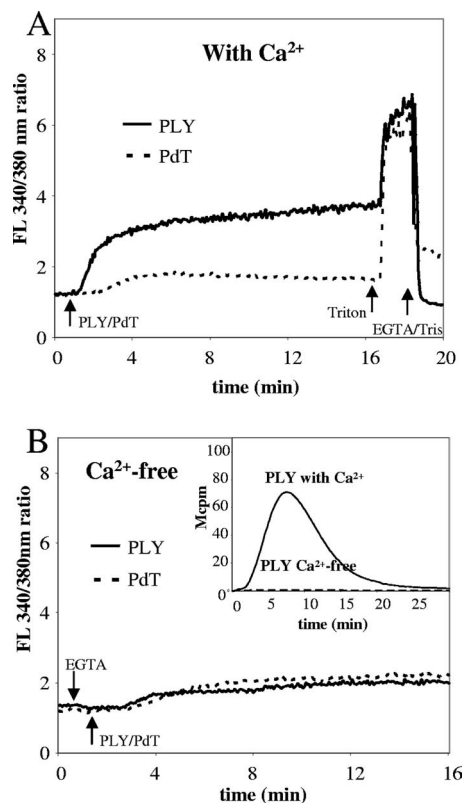 A
With Ca²⁺
FL 340/380 nm ratio
8
6
4
2
0
PLY
PdT
PLY/PdT
Triton
EGTA/Tris
0 4 8 12 16 20
time (min)
B
Ca²⁺-free
FL 340/380nm ratio
8
6
4
2
0
PLY
PdT
EGTA
PLY/PdT
Mcpm
100
80
60
40
20
0
PLY with Ca²⁺
PLY Ca²⁺-free
0 5 10 15 20 25
time (min)
0 4 8 12 16
time (min)